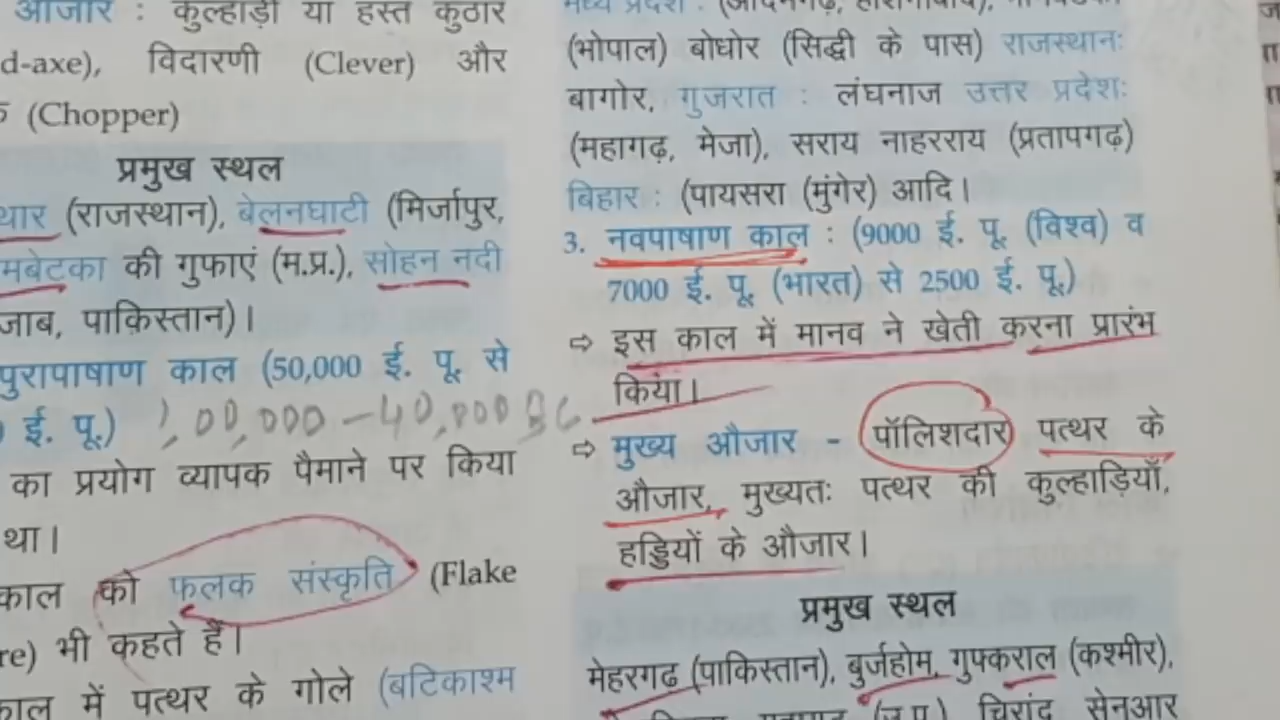 औजार : कुल्हाड़ी या हस्त कुठार
d-axe), विदारणी (Clever) और
(Chopper)
प्रमुख स्थल
(राजस्थान), बेलनघाटी (मिर्जापुर,
मबेटका की गुफाएं (म.प्र.), सोहन नदी
जाब, पाकिस्तान)।
पुरापाषाण काल (50,000 ई. पू. से
ई. पू.) 1,00,000 – 40,000 BC
का प्रयोग व्यापक पैमाने पर किया
था।
काल को फलक संस्कृति (Flake
re) भी कहते हैं।
काल में पत्थर के गोले (बटिकाश्म
मध्य प्रदेश :
(भोपाल) बोधोर (सिद्धी के पास) राजस्थानः
बागोर, गुजरात : लंघनाज उत्तर प्रदेशः
(महागढ़, मेजा), सराय नाहरराय (प्रतापगढ़)
बिहार : (पायसरा (मुंगेर) आदि।
3. नवपाषाण काल : (9000 ई. पू. (विश्व) व
7000 ई. पू. (भारत) से 2500 ई. पू.)
⇨ इस काल में मानव ने खेती करना प्रारंभ
किया।
⇨ मुख्य औजार - पॉलिशदार पत्थर के
औजार, मुख्यतः पत्थर की कुल्हाड़ियाँ,
हड्डियों के औजार।
प्रमुख स्थल
मेहरगढ (पाकिस्तान), बुर्जहोम, गुफ्कराल (कश्मीर),
चिरांद सेनआर